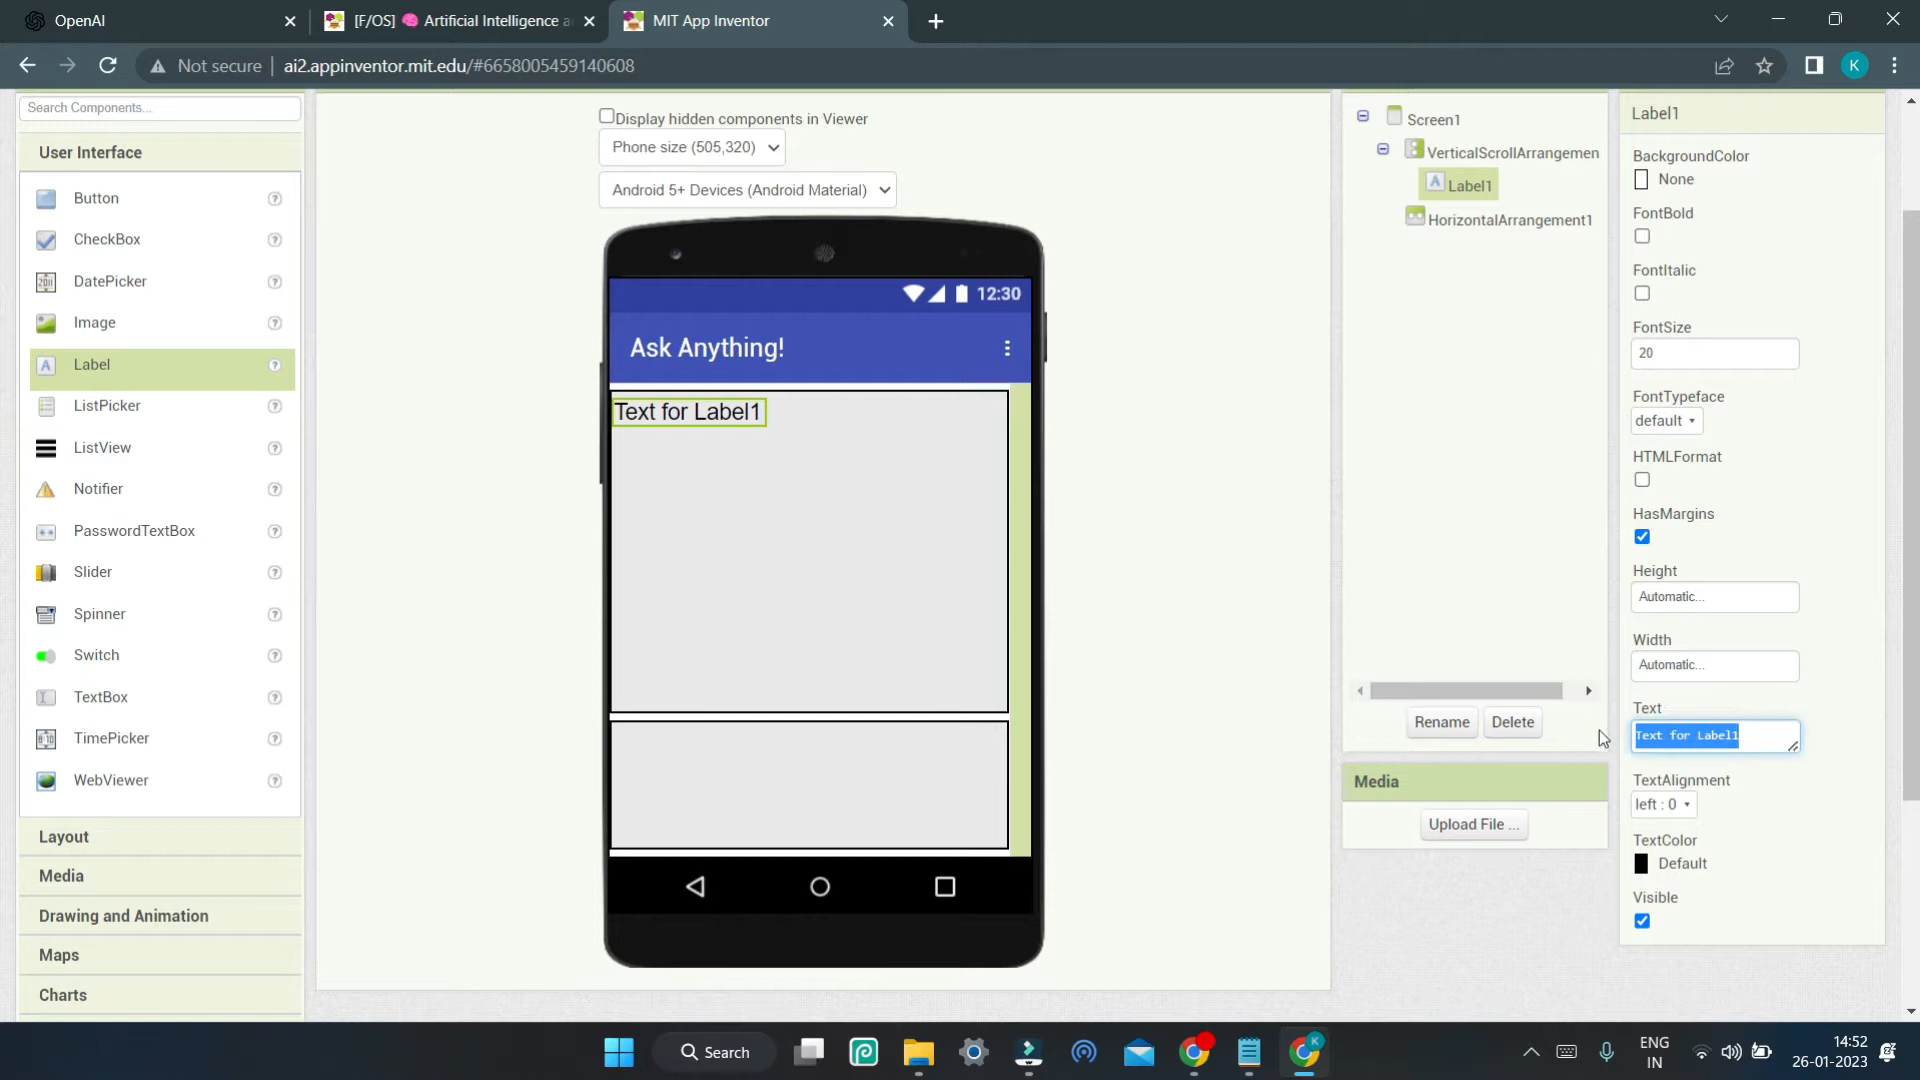 OpenAI
[F/OS] 🧠 Artificial Intelligence a
MIT App Inventor
Not secure
ai2.appinventor.mit.edu/#6658005459140608
K
Search Components...
User Interface
Button
CheckBox
DatePicker
Image
Label
ListPicker
ListView
Notifier
PasswordTextBox
Slider
Spinner
Switch
TextBox
TimePicker
WebViewer
Layout
Media
Drawing and Animation
Maps
Charts
Display hidden components in Viewer
Phone size (505,320)
Android 5+ Devices (Android Material)
12:30
Ask Anything!
Text for Label1
Screen1
VerticalScrollArrangemen
Label1
HorizontalArrangement1
Rename
Delete
Media
Upload File ...
Label1
BackgroundColor
None
FontBold
FontItalic
FontSize
20
FontTypeface
default
HTMLFormat
HasMargins
Height
Automatic...
Width
Automatic...
Text
Text for Label1
TextAlignment
left : 0
TextColor
Default
Visible
Search
ENG
IN
14:52
26-01-2023